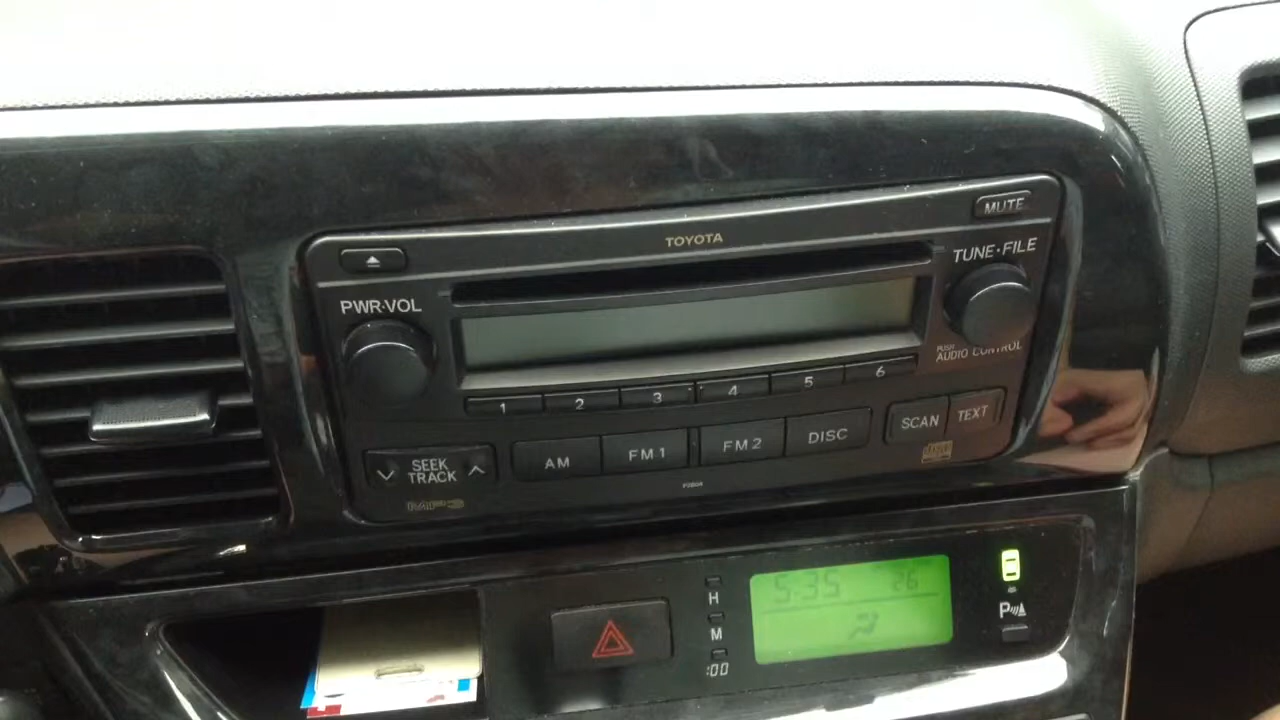 MUTE
TOYOTA
TUNE·FILE
PWR·VOL
PUSH
AUDIO CONTROL
1 2 3 4 5 6
SCAN TEXT
AM FM 1 FM 2 DISC
SEEK
TRACK
MP3
H
M
:00
5:35 26
P